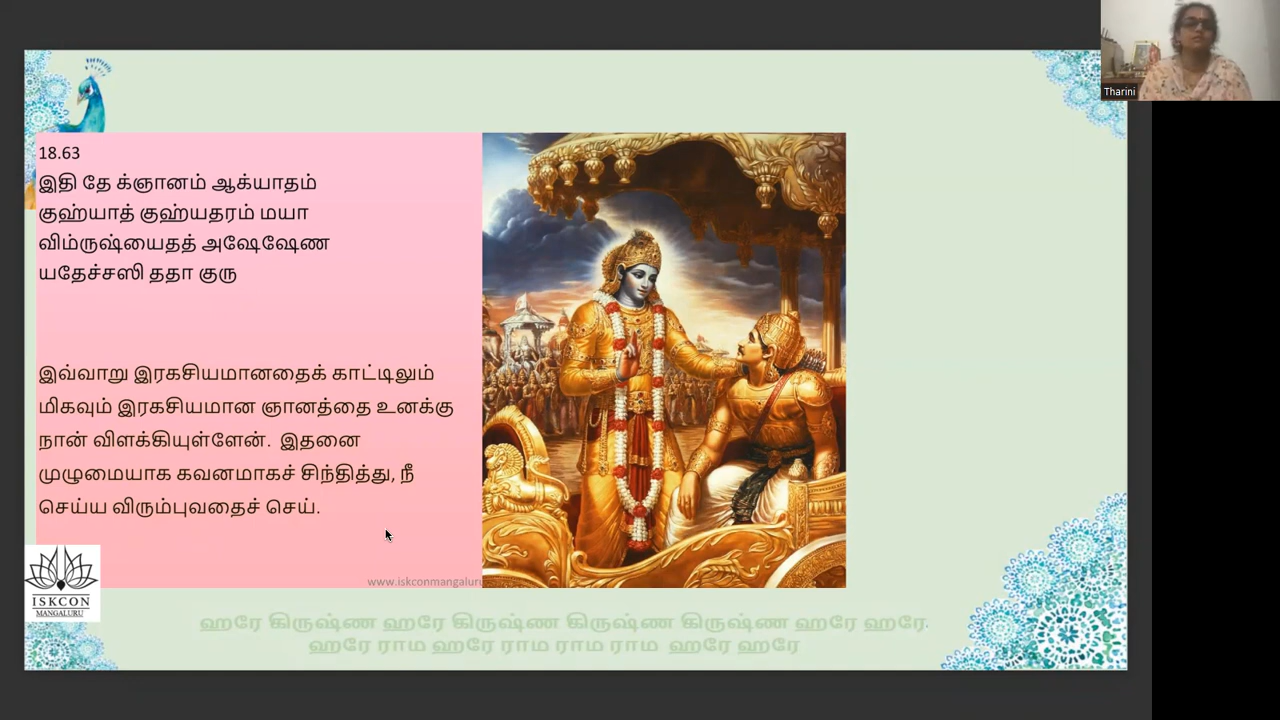 Tharini
18.63
இதி தே க்ஞானம் ஆக்யாதம்
குஹ்யாத் குஹ்யதரம் மயா
விம்ருஷ்யைதத் அஷேஷேண
யதேச்சஸி ததா குரு
இவ்வாறு இரகசியமானதைக் காட்டிலும்
மிகவும் இரகசியமான ஞானத்தை உனக்கு
நான் விளக்கியுள்ளேன். இதனை
முழுமையாக கவனமாகச் சிந்தித்து, நீ
செய்ய விரும்புவதைச் செய்.
www.iskconmangaluru
ISKCON
MANGALURU
ஹரே கிருஷ்ண ஹரே கிருஷ்ண கிருஷ்ண கிருஷ்ண ஹரே ஹரே.
ஹரே ராம ஹரே ராம ராம ராம ஹரே ஹரே